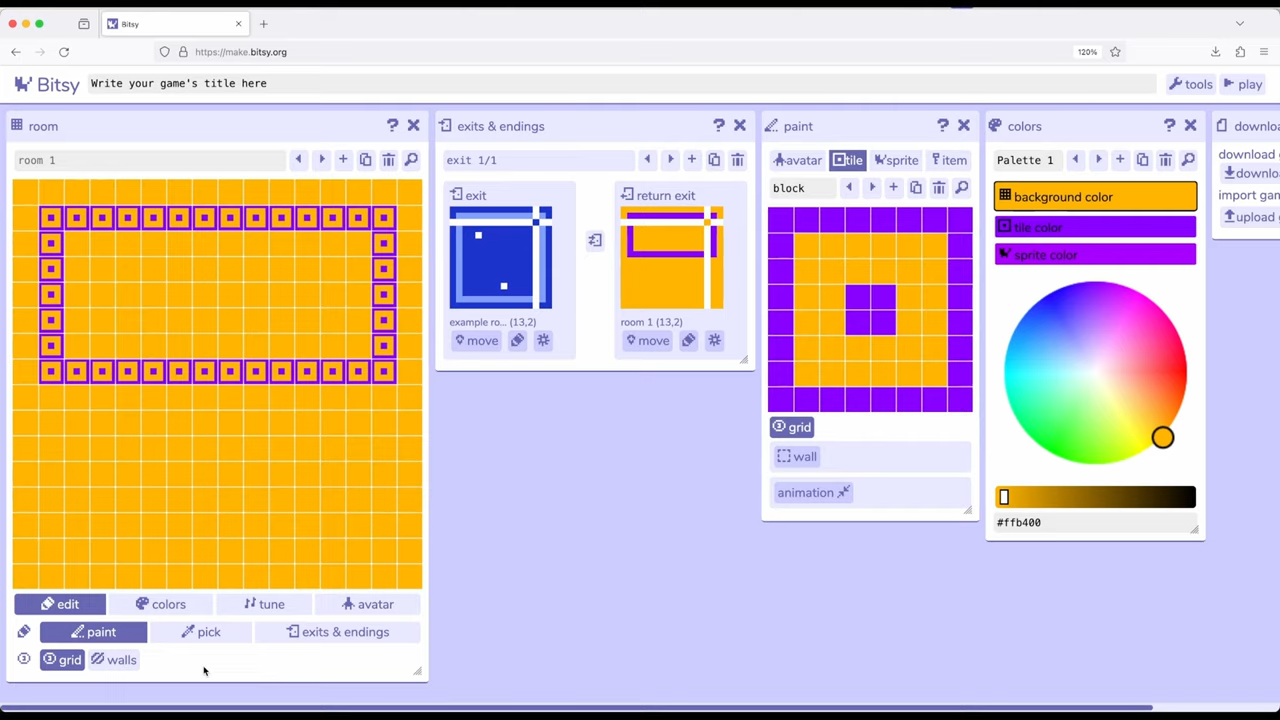 Bitsy
https://make.bitsy.org
120%
Bitsy
Write your game's title here
tools
play
room
?
room 1
edit
colors
tune
avatar
paint
pick
exits & endings
grid
walls
exits & endings
?
exit 1/1
exit
return exit
example ro... (13,2)
room 1 (13,2)
move
move
paint
?
avatar
tile
sprite
item
block
grid
wall
animation
colors
?
Palette 1
background color
tile color
sprite color
#ffb400